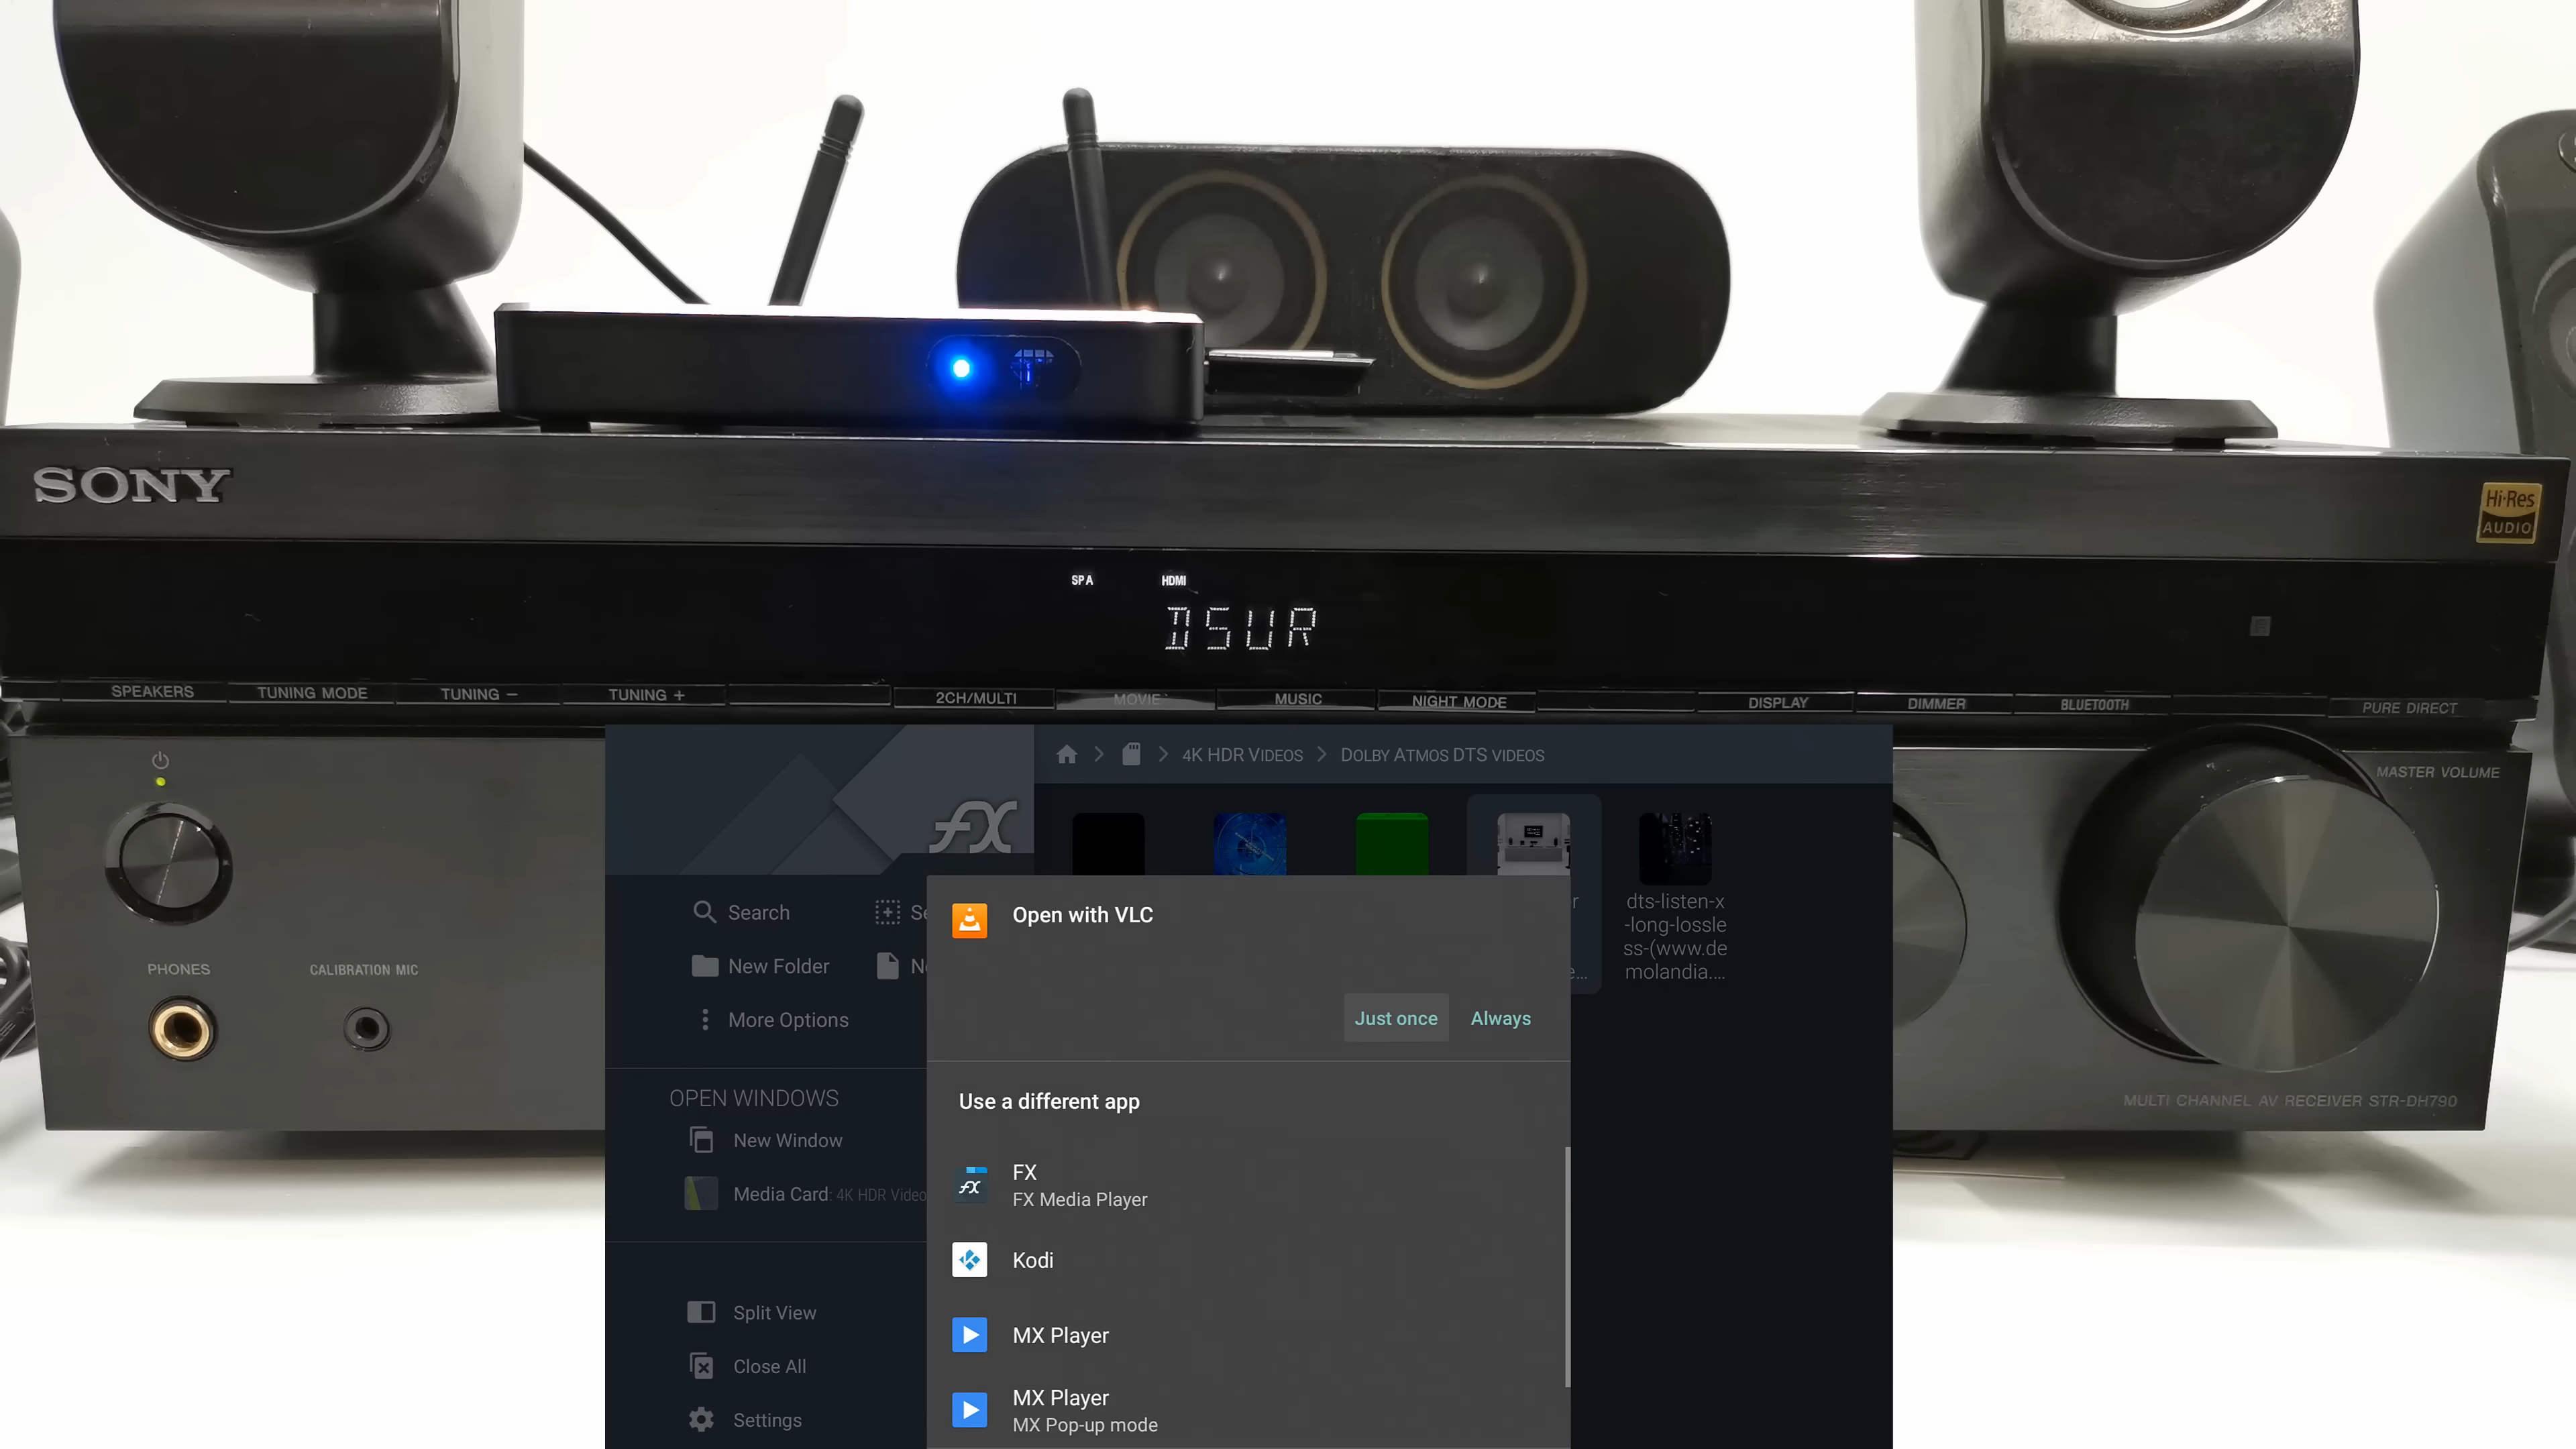 SONY
Hi-Res
AUDIO
SP A
HDMI
DSUR
SPEAKERS
TUNING MODE
TUNING –
TUNING +
2CH/MULTI
MOVIE
MUSIC
NIGHT MODE
DISPLAY
DIMMER
BLUETOOTH
PURE DIRECT
MASTER VOLUME
PHONES
CALIBRATION MIC
MULTI CHANNEL AV RECEIVER STR-DH790
FX
4K HDR VIDEOS
DOLBY ATMOS DTS VIDEOS
Search
New Folder
More Options
OPEN WINDOWS
New Window
Media Card: 4K HDR Video
Split View
Close All
Settings
dts-listen-x
-long-lossle
ss-(www.de
molandia....
Open with VLC
Just once
Always
Use a different app
FX
FX Media Player
Kodi
MX Player
MX Player
MX Pop-up mode